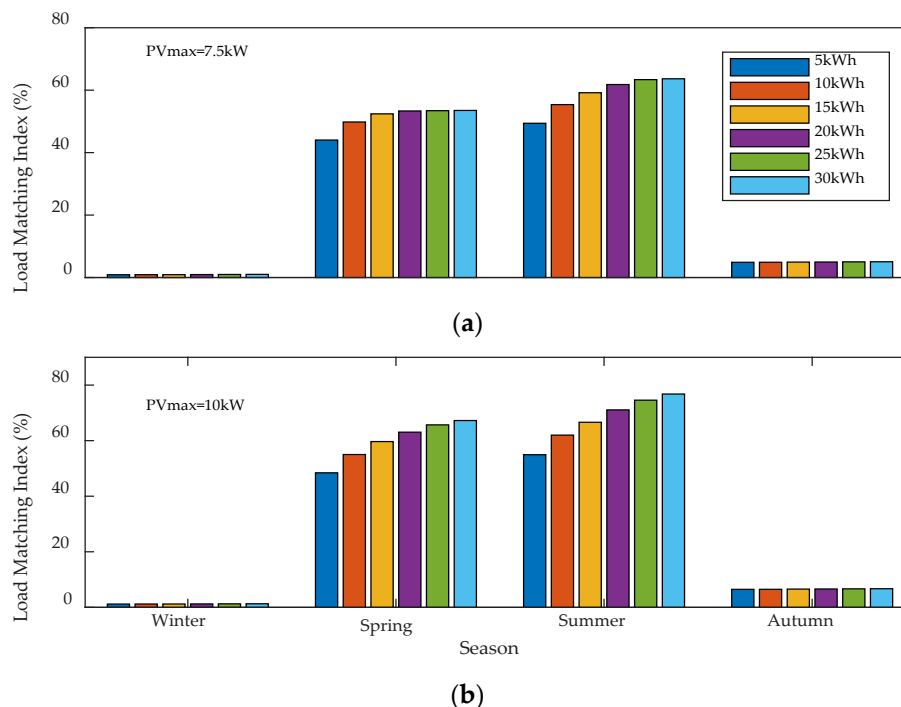 80
PVmax=7.5kW
5kWh
10kWh
15kWh
20kWh
25kWh
30kWh
60
40
20
0
Load Matching Index (%)
(a)
80
PVmax=10kW
60
40
20
0
Load Matching Index (%)
Winter
Spring
Summer
Autumn
Season
(b)